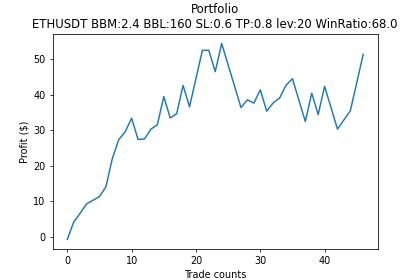 Portfolio
ETHUSDT BBM:2.4 BBL:160 SL:0.6 TP:0.8 lev:20 WinRatio:68.0
50
40
30
20
10
0
Profit ($)
0
10
20
30
40
Trade counts